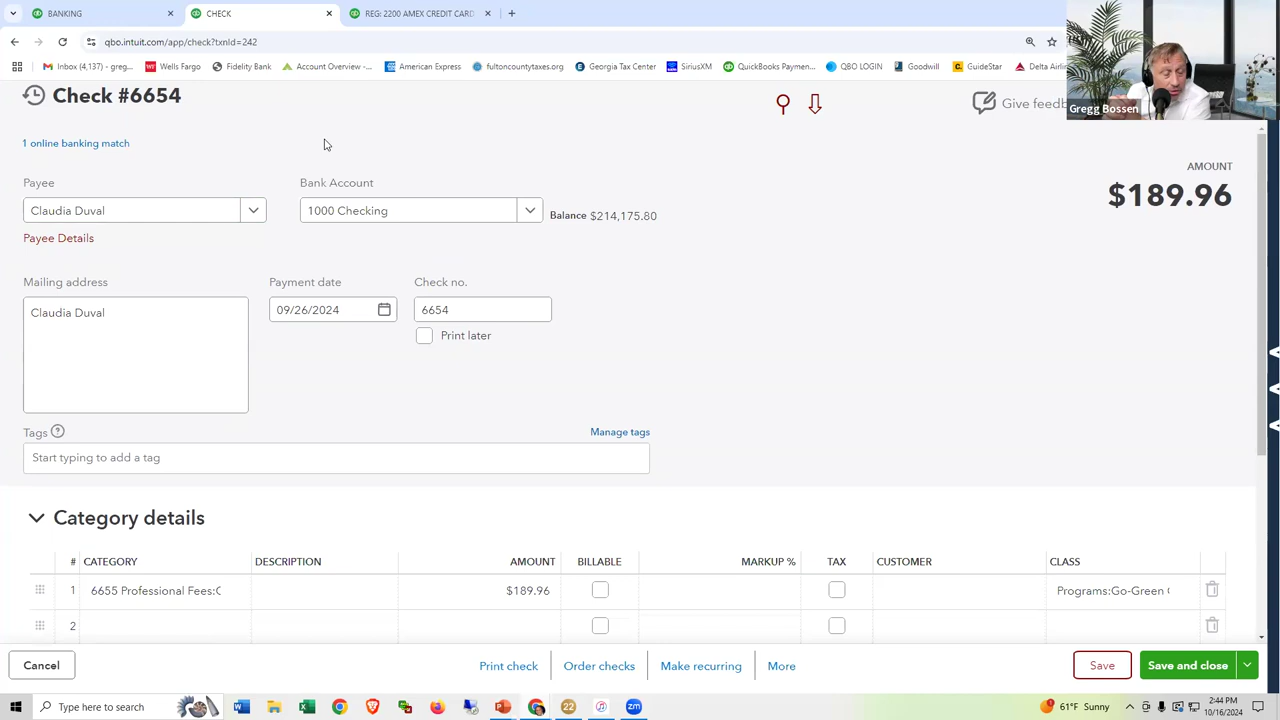 BANKING
CHECK
REG: 2200 AMEX CREDIT CARD
qbo.intuit.com/app/check?txnId=242
Inbox (4,137) - greg...
Wells Fargo
Fidelity Bank
Account Overview -...
American Express
fultoncountytaxes.org
Georgia Tax Center
SiriusXM
QuickBooks Paymen...
QBO LOGIN
Goodwill
GuideStar
Delta Airli
Check #6654
Give feedb
Gregg Bossen
1 online banking match
AMOUNT
$189.96
Payee
Bank Account
Claudia Duval
1000 Checking
Balance $214,175.80
Payee Details
Mailing address
Payment date
Check no.
Claudia Duval
09/26/2024
6654
Print later
Tags
Manage tags
Start typing to add a tag
Category details
# CATEGORY DESCRIPTION AMOUNT BILLABLE MARKUP % TAX CUSTOMER CLASS
1 6655 Professional Fees:C $189.96 Programs:Go-Green
2
Cancel
Print check
Order checks
Make recurring
More
Save
Save and close
Type here to search
22
zm
61°F Sunny
2:44 PM
10/16/2024